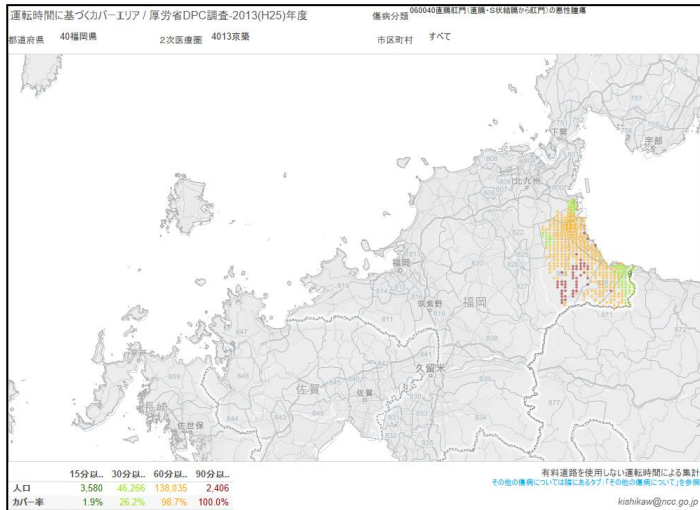 運転時間に基づくカバーエリア / 厚労省DPC調査-2013(H25)年度
傷病分類 060040直腸肛門(直腸・S状結腸から肛門)の悪性腫瘍
都道府県 40福岡県 2次医療圏 4013京築 市区町村 すべて
下関
宇部
北九州
福岡
筑紫野
福岡
久留米
佐賀
佐賀
長崎
佐世保
15分以.. 30分以.. 60分以.. 90分以..
人口 3,580 46,266 138,035 2,406
カバー率 1.9% 26.2% 98.7% 100.0%
有料道路を使用しない運転時間による集計
その他の傷病については隣にあるタブ:「その他の傷病について」を参照
kishikaw@ncc.go.jp